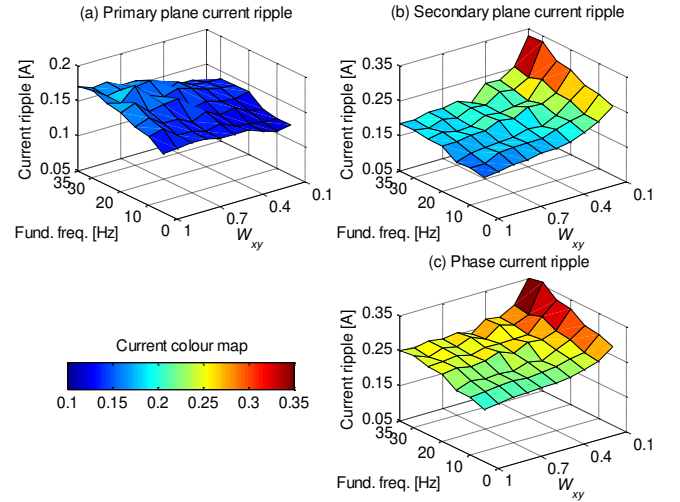 (a) Primary plane current ripple
Current ripple [A]
0.2
0.15
0.1
0.05
35
30
20
10
0
Fund. freq. [Hz]
1
0.7
0.4
0.1
Wxy
(b) Secondary plane current ripple
Current ripple [A]
0.35
0.25
0.15
0.05
35
30
20
10
0
Fund. freq. [Hz]
1
0.7
0.4
0.1
Wxy
(c) Phase current ripple
Current ripple [A]
0.35
0.25
0.15
0.05
35
30
20
10
0
Fund. freq. [Hz]
1
0.7
0.4
0.1
Wxy
Current colour map
0.1 0.15 0.2 0.25 0.3 0.35